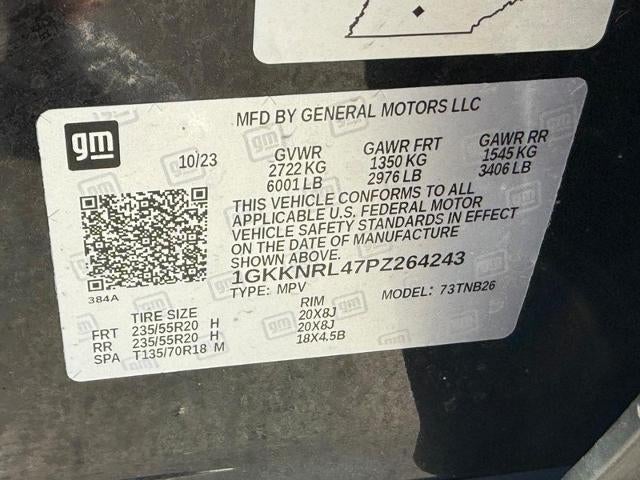 MFD BY GENERAL MOTORS LLC
gm
10/23
GVWR GAWR FRT GAWR RR
2722 KG 1350 KG 1545 KG
6001 LB 2976 LB 3406 LB
THIS VEHICLE CONFORMS TO ALL
APPLICABLE U.S. FEDERAL MOTOR
VEHICLE SAFETY STANDARDS IN EFFECT
ON THE DATE OF MANUFACTURE
SHOWN ABOVE.
1GKKNRL47PZ264243
TYPE: MPV MODEL: 73TNB26
384A
TIRE SIZE RIM
FRT 235/55R20 H 20X8J
RR 235/55R20 H 20X8J
SPA T135/70R18 M 18X4.5B